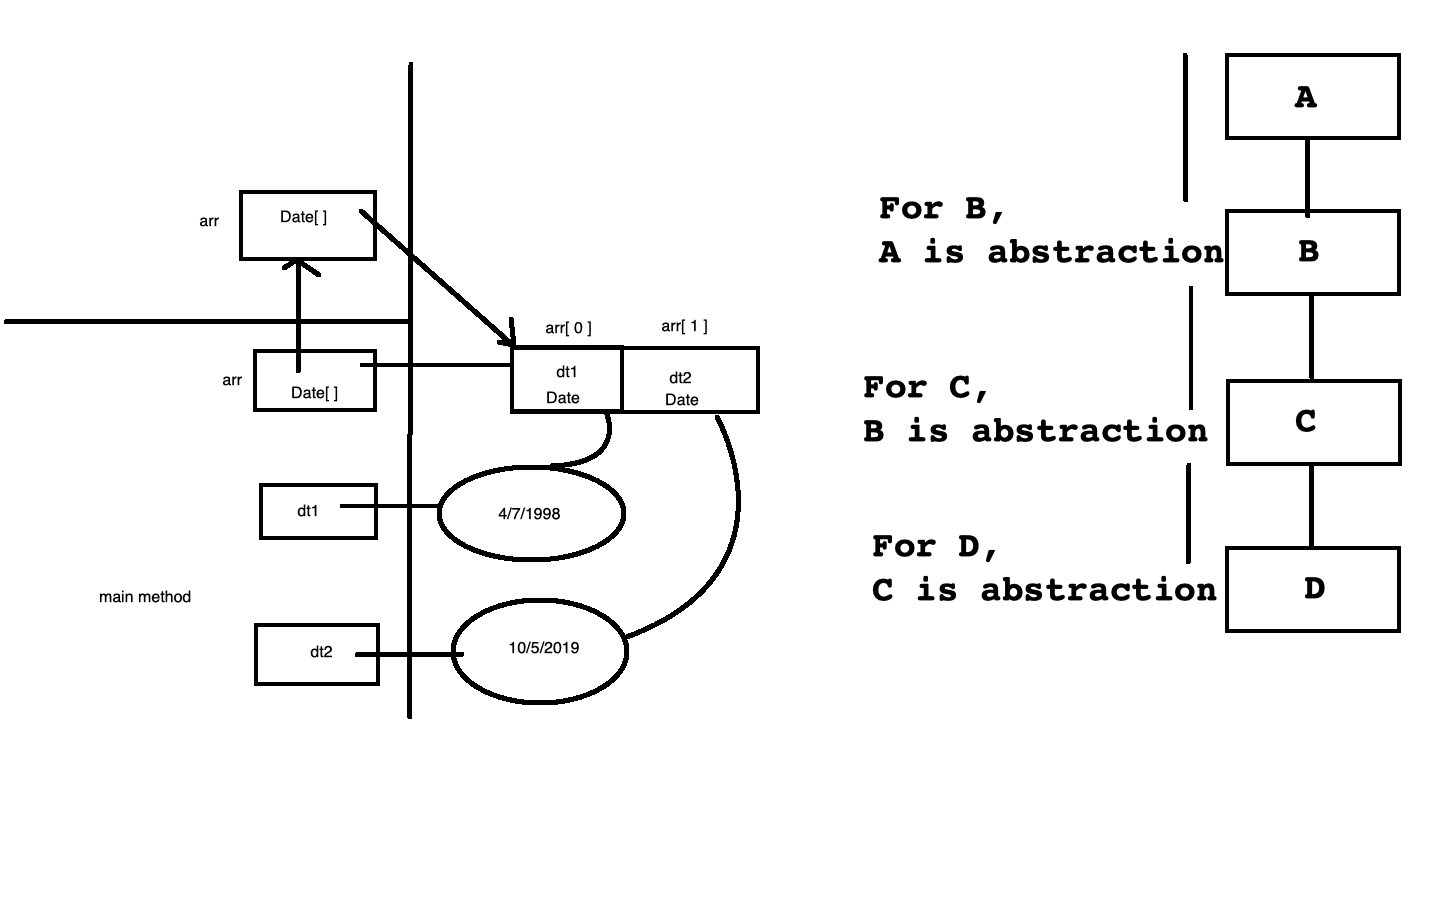 arr
Date[ ]
arr
Date[ ]
arr[ 0 ]
arr[ 1 ]
dt1
Date
dt2
Date
dt1
4/7/1998
main method
dt2
10/5/2019
A
For B,
A is abstraction
B
For C,
B is abstraction
C
For D,
C is abstraction
D